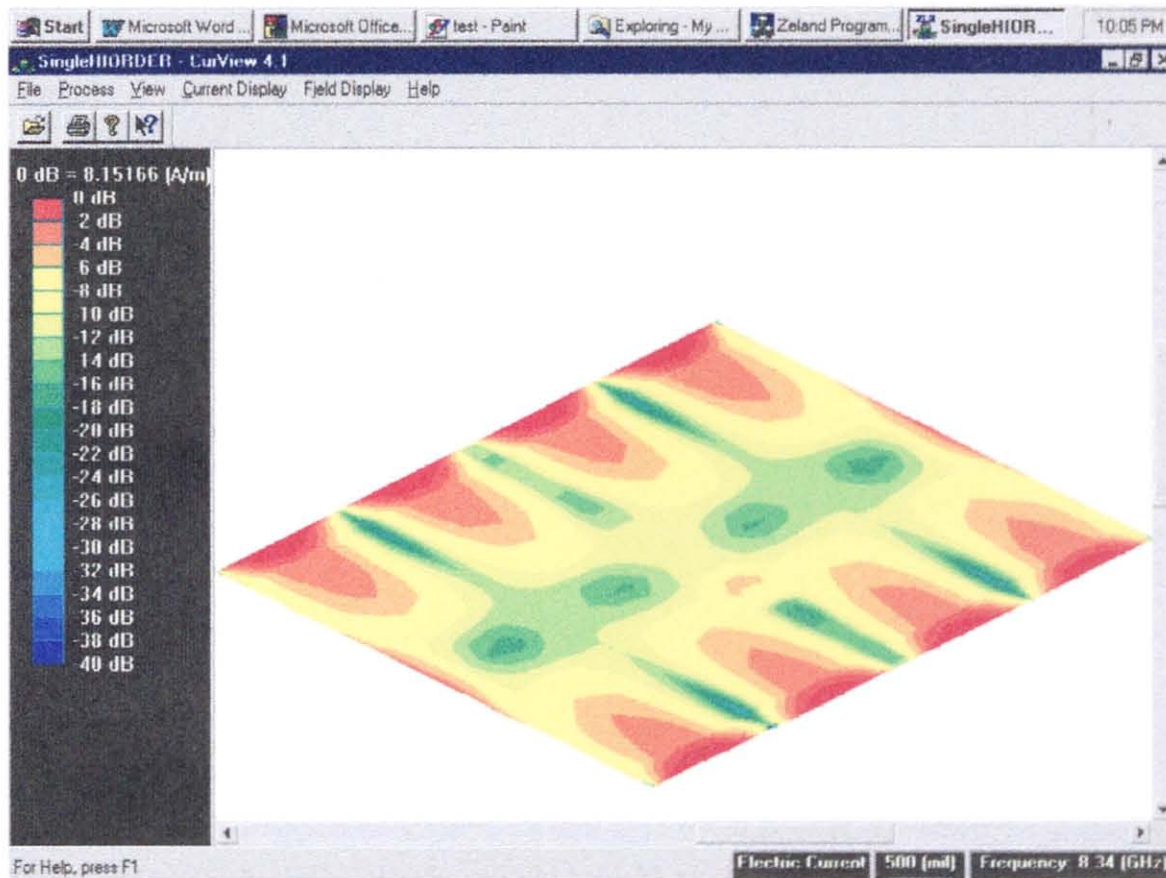 Start Microsoft Word ... Microsoft Office... test - Paint Exploring - My ... Zeland Program... SingleHIOR... 10:05 PM
SingleHIORDER - CurView 4.1
File Process View Current Display Field Display Help
0 dB = 8.15166 (A/m)
0 dB
2 dB
-4 dB
6 dB
-8 dB
10 dB
-12 dB
14 dB
-16 dB
-18 dB
-20 dB
-22 dB
-24 dB
-26 dB
-28 dB
-30 dB
-32 dB
-34 dB
36 dB
-38 dB
-40 dB
For Help, press F1
Electric Current 500 (mil) Frequency: 8.34 (GHz)